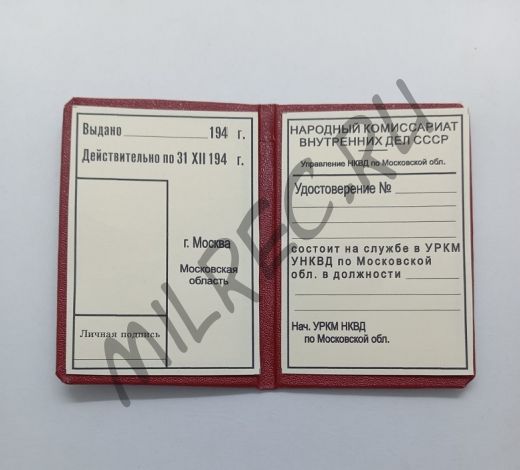 Выдано 194 г.
Действительно по 31 XII 194 г.
г. Москва
Московская
область
Личная подпись
НАРОДНЫЙ КОМИССАРИАТ
ВНУТРЕННИХ ДЕЛ СССР
Управление НКВД по Московской обл.
Удостоверение №
состоит на службе в УРКМ
УНКВД по Московской
обл. в должности
Нач. УРКМ НКВД
по Московской обл.
MILREC.RU